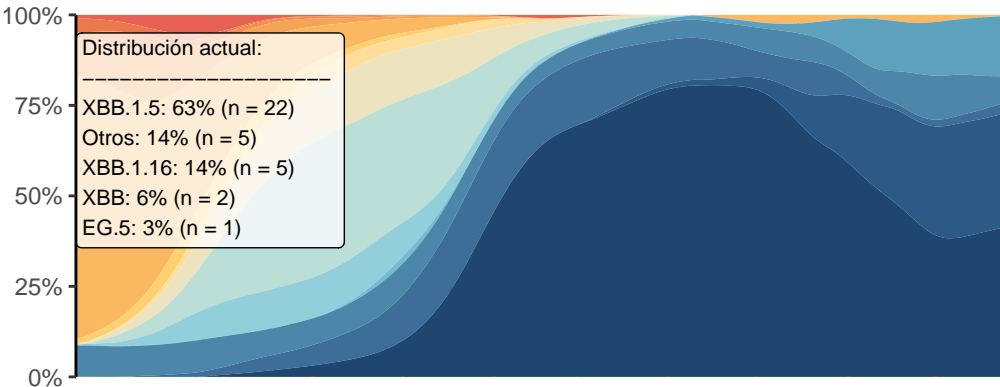 100%
75%
50%
25%
0%
Distribución actual:
--------------------
XBB.1.5: 63% (n = 22)
Otros: 14% (n = 5)
XBB.1.16: 14% (n = 5)
XBB: 6% (n = 2)
EG.5: 3% (n = 1)